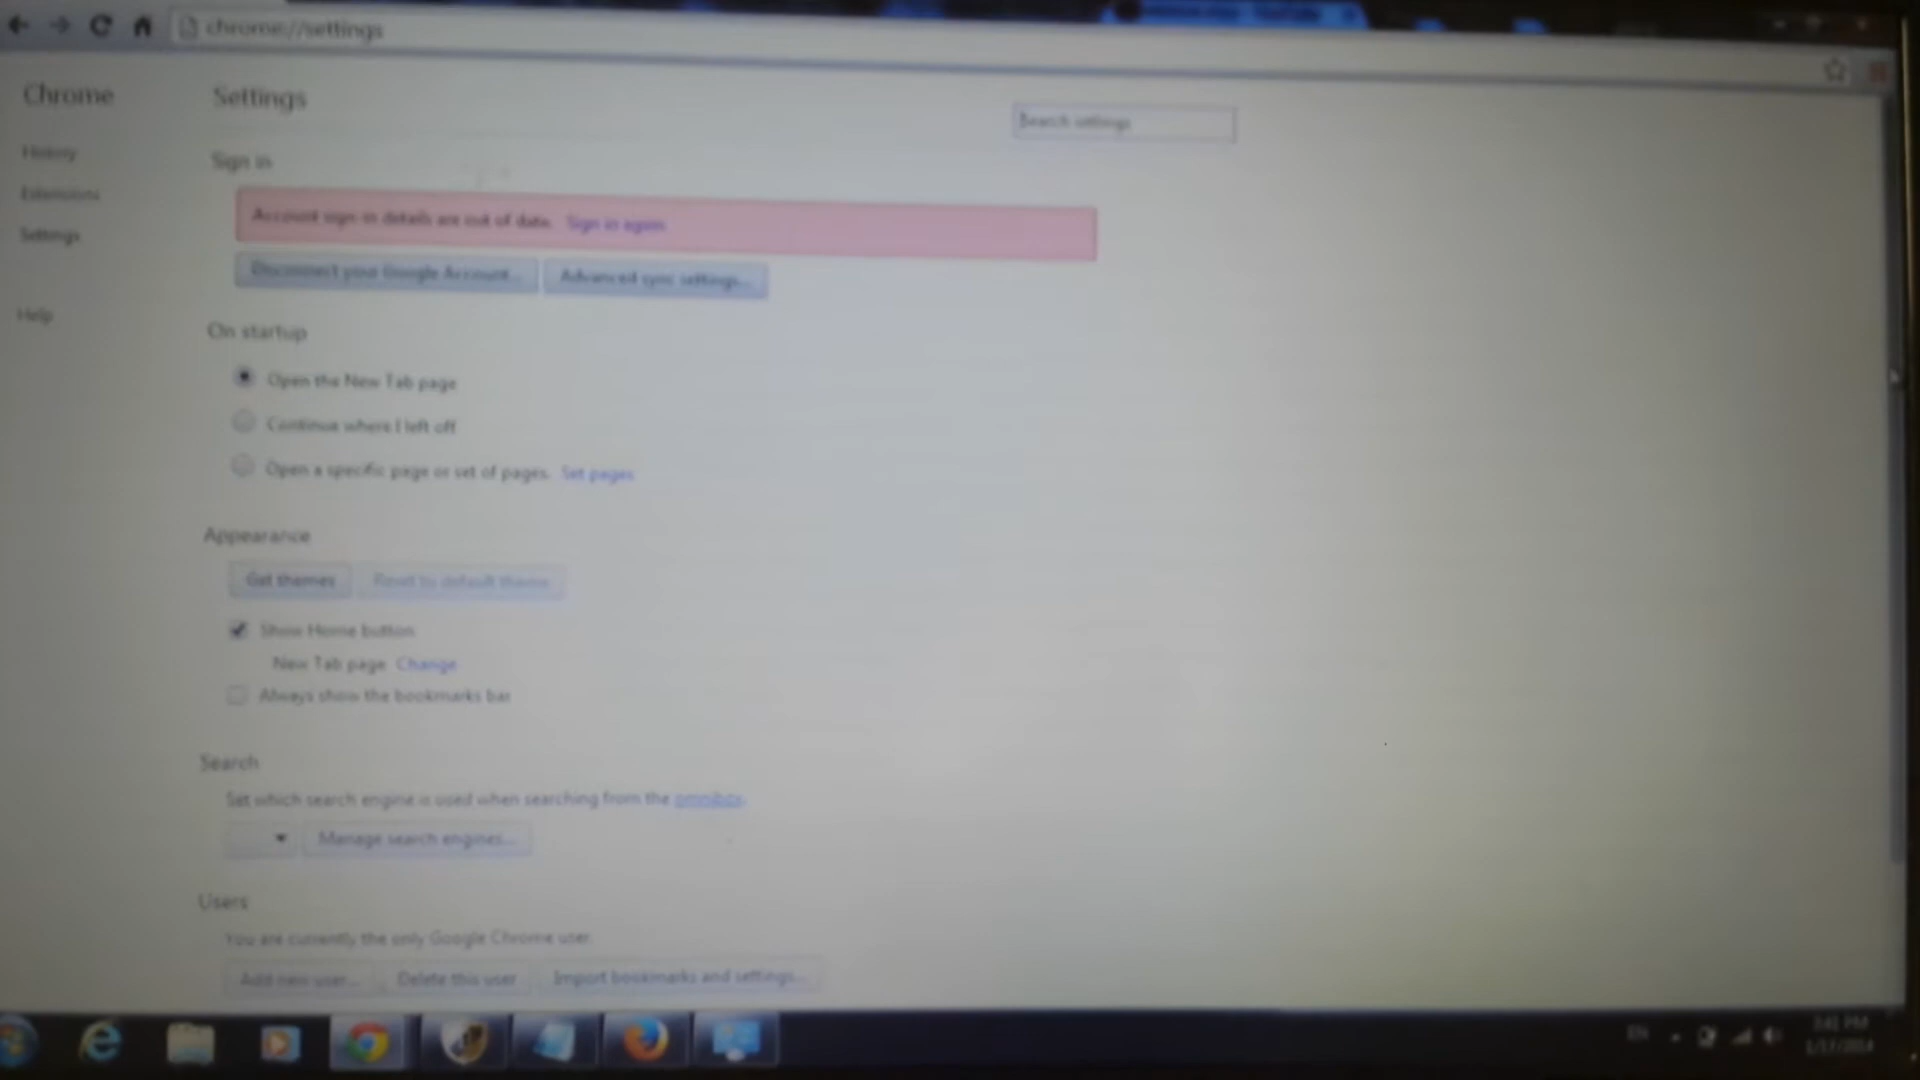 chrome://settings
Chrome
Settings
Search settings
History
Sign in
Extensions
Account sign-in details are out of date. Sign in again
Settings
Disconnect your Google Account...
Advanced sync settings...
Help
On startup
Open the New Tab page
Continue where I left off
Open a specific page or set of pages. Set pages
Appearance
Get themes
Reset to default theme
Show Home button
New Tab page Change
Always show the bookmarks bar
Search
Set which search engine is used when searching from the omnibox.
Manage search engines...
Users
You are currently the only Google Chrome user.
Add new user...
Delete this user
Import bookmarks and settings...
EN